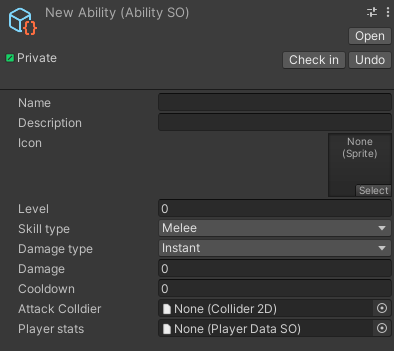 New Ability (Ability SO)
Open
Private
Check in Undo
Name
Description
Icon
None
(Sprite)
Select
Level 0
Skill type Melee
Damage type Instant
Damage 0
Cooldown 0
Attack Colldier None (Collider 2D)
Player stats None (Player Data SO)